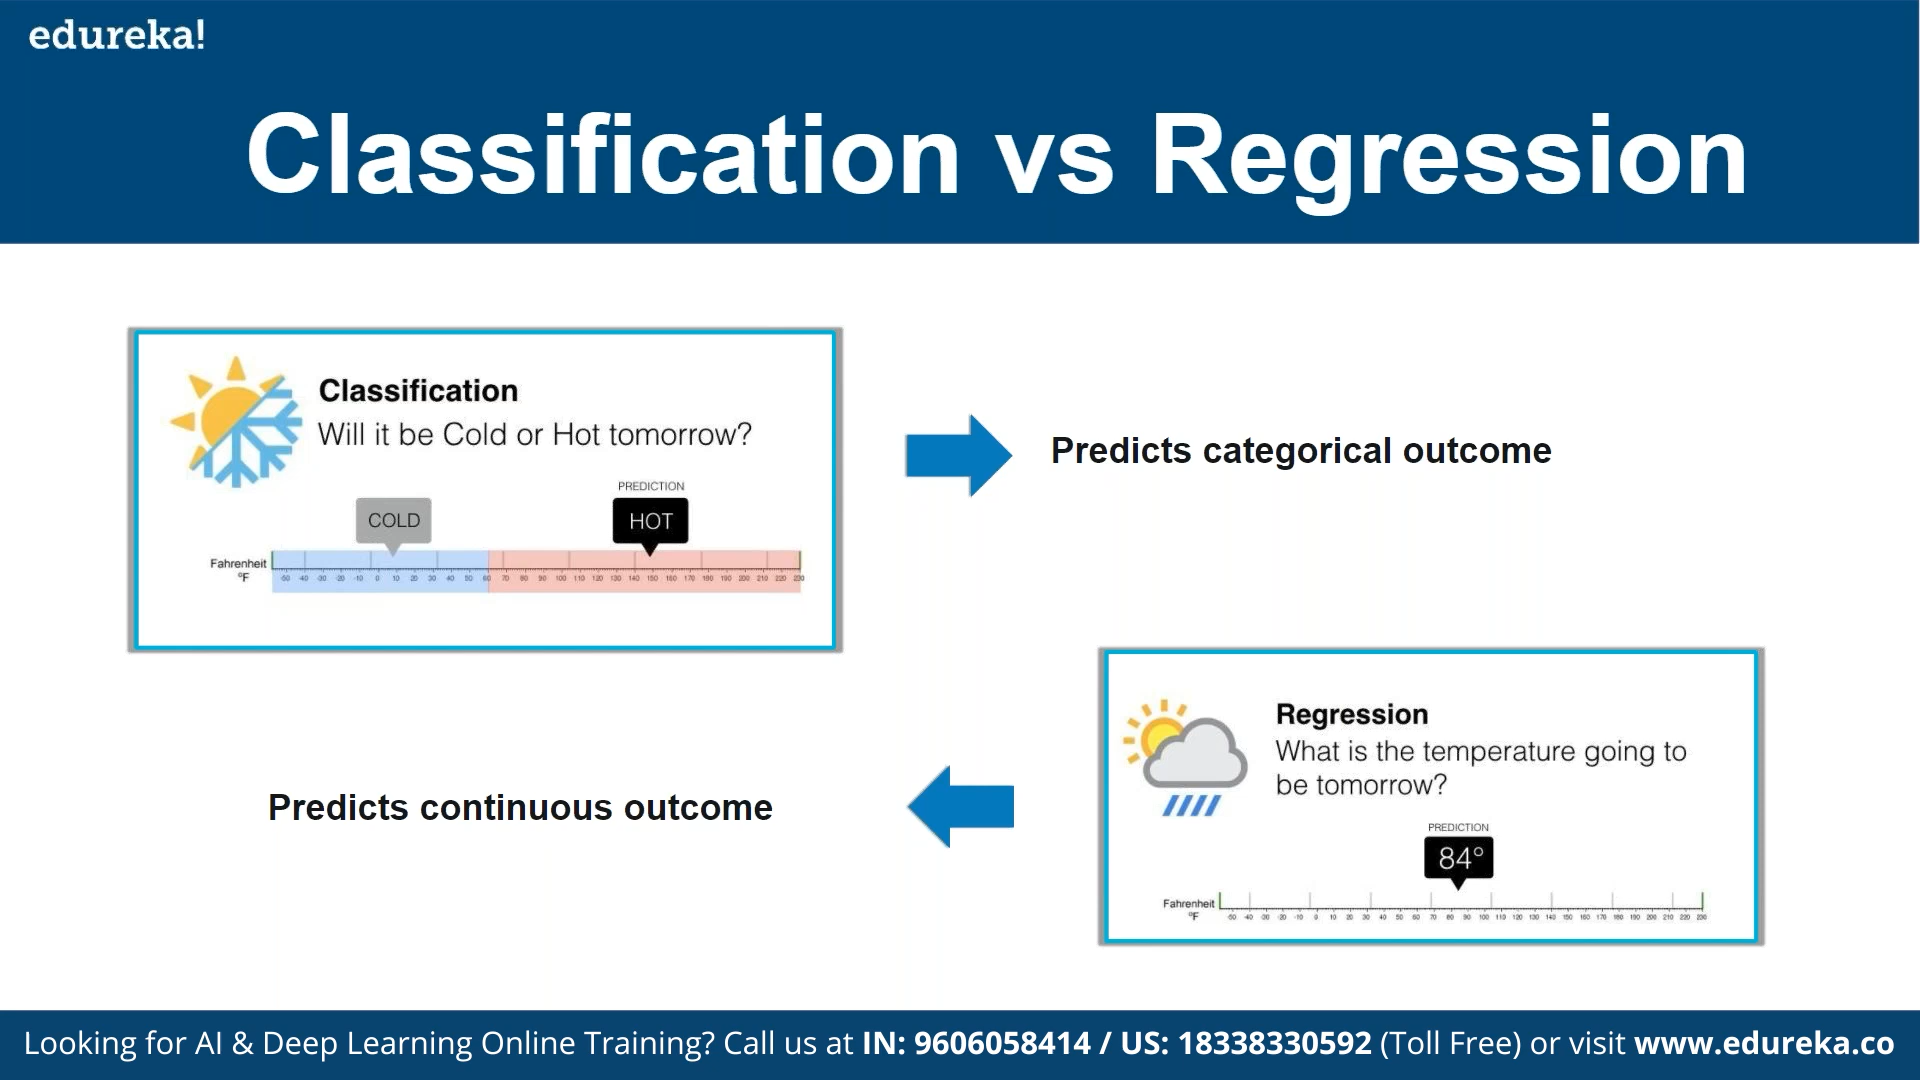 edureka!
Classification vs Regression
Classification
Will it be Cold or Hot tomorrow?
PREDICTION
COLD
HOT
Fahrenheit
°F
-50 -40 -30 -20 -10 0 10 20 30 40 50 60 70 80 90 100 110 120 130 140 150 160 170 180 190 200 210 220 230
Predicts categorical outcome
Regression
What is the temperature going to
be tomorrow?
Predicts continuous outcome
PREDICTION
84°
Fahrenheit
°F
-50 -40 -30 -20 -10 0 10 20 30 40 50 60 70 80 90 100 110 120 130 140 150 160 170 180 190 200 210 220 230
Looking for AI & Deep Learning Online Training? Call us at IN: 9606058414 / US: 18338330592 (Toll Free) or visit www.edureka.co